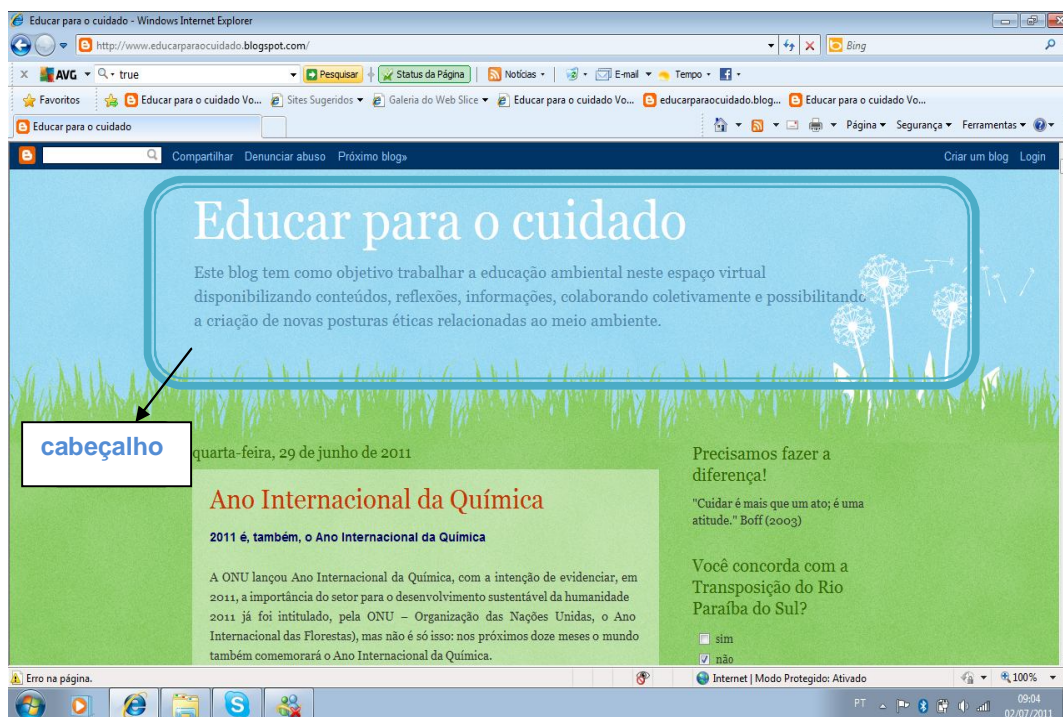 Educar para o cuidado - Windows Internet Explorer
http://www.educarparaocuidado.blogspot.com/
Bing
AVG
true
Pesquisar
Status da Página
Notícias
E-mail
Tempo
Favoritos
Educar para o cuidado Vo...
Sites Sugeridos
Galeria do Web Slice
Educar para o cuidado Vo...
educarparaocuidado.blog...
Educar para o cuidado Vo...
Educar para o cuidado
Página
Segurança
Ferramentas
Compartilhar
Denunciar abuso
Próximo blog»
Criar um blog
Login
Educar para o cuidado
Este blog tem como objetivo trabalhar a educação ambiental neste espaço virtual
disponibilizando conteúdos, reflexões, informações, colaborando coletivamente e possibilitando
a criação de novas posturas éticas relacionadas ao meio ambiente.
cabeçalho
quarta-feira, 29 de junho de 2011
Ano Internacional da Química
2011 é, também, o Ano Internacional da Química
A ONU lançou Ano Internacional da Química, com a intenção de evidenciar, em
2011, a importância do setor para o desenvolvimento sustentável da humanidade
2011 já foi intitulado, pela ONU – Organização das Nações Unidas, o Ano
Internacional das Florestas), mas não é só isso: nos próximos doze meses o mundo
também comemorará o Ano Internacional da Química.
Precisamos fazer a
diferença!
"Cuidar é mais que um ato; é uma
atitude." Boff (2003)
Você concorda com a
Transposição do Rio
Paraíba do Sul?
sim
não
Erro na página.
Internet | Modo Protegido: Ativado
100%
PT
09:04
02/07/2011